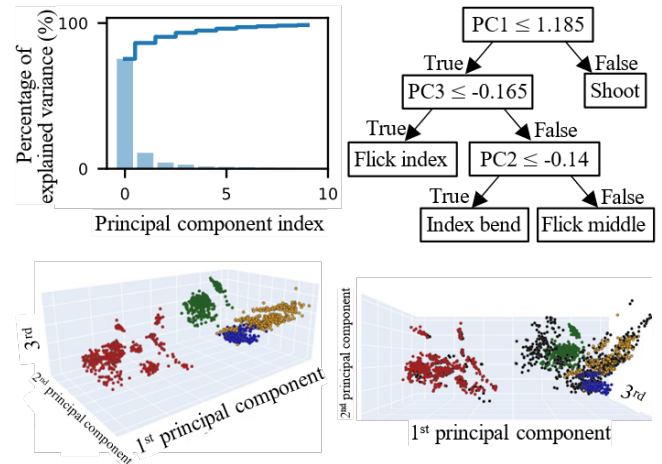 Percentage of
explained variance (%)
100
0
0
5
10
Principal component index
PC1 ≤ 1.185
True
False
PC3 ≤ -0.165
Shoot
True
False
Flick index
PC2 ≤ -0.14
True
False
Index bend
Flick middle
3rd
2nd principal component
1st principal component
2nd principal component
3rd
1st principal component